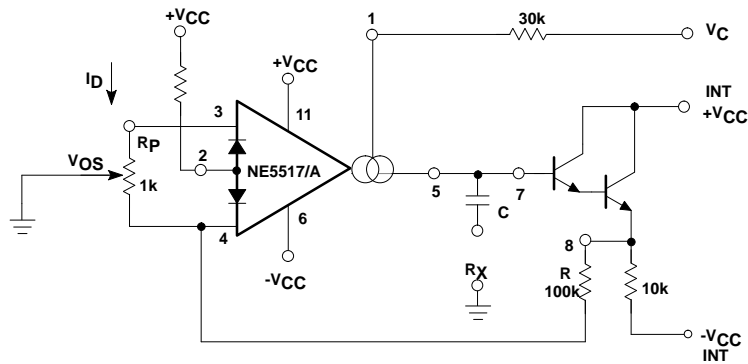 +VCC
1
30k
VC
ID
+VCC
INT
+VCC
3
11
RP
VOS
2
NE5517/A
1k
5
7
C
4
6
-VCC
8
RX
R
100k
10k
-VCC
INT